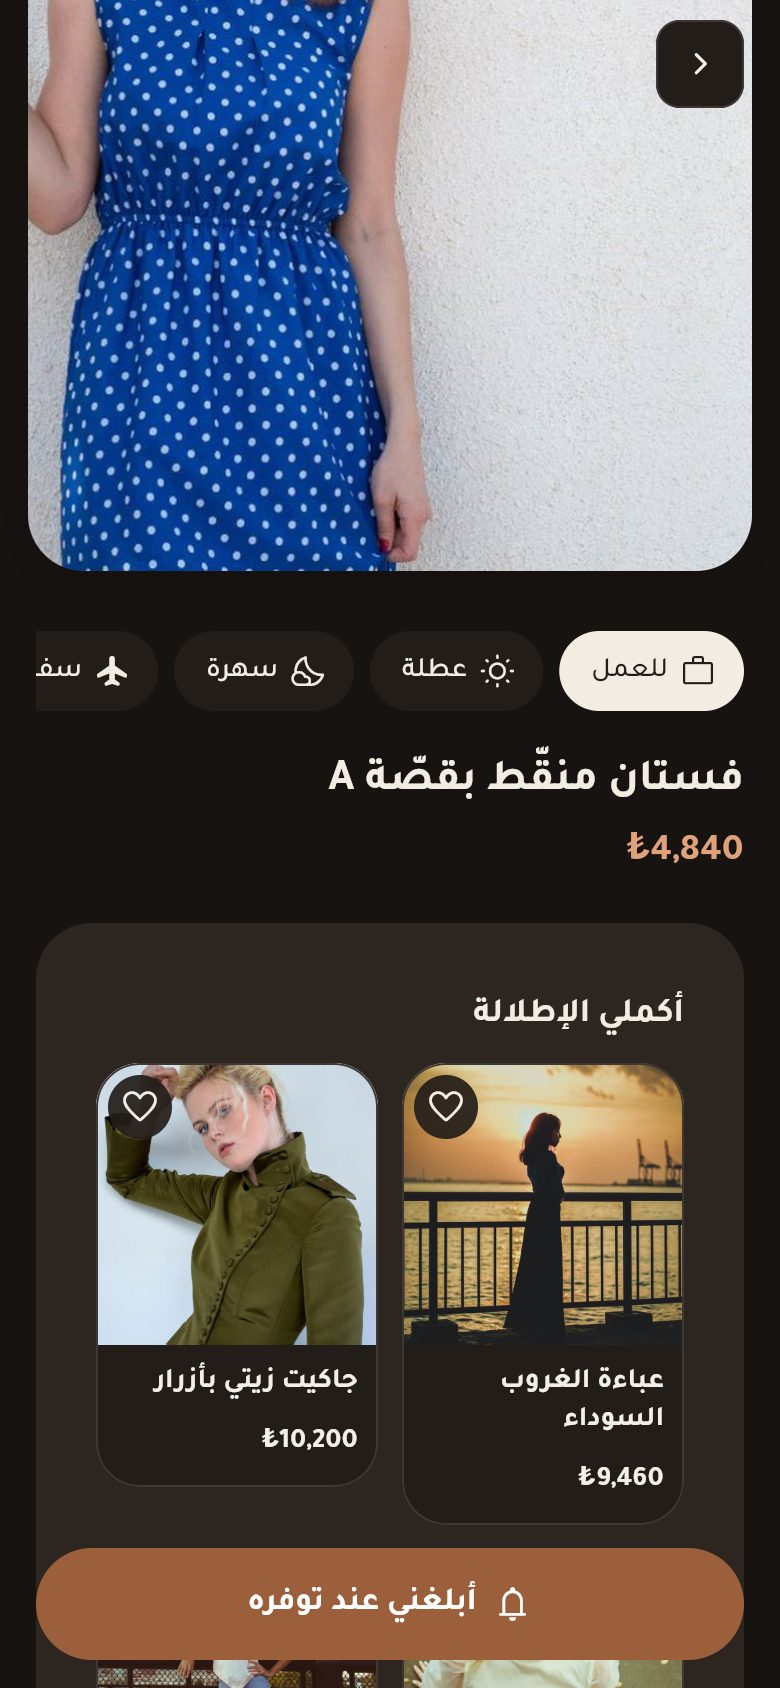 للعمل
عطلة
سهرة
سفـ
فستان منقّط بقصّة A
₺4,840
أكملي الإطلالة
عباءة الغروب
السوداء
₺9,460
جاكيت زيتي بأزرار
₺10,200
أبلغني عند توفره